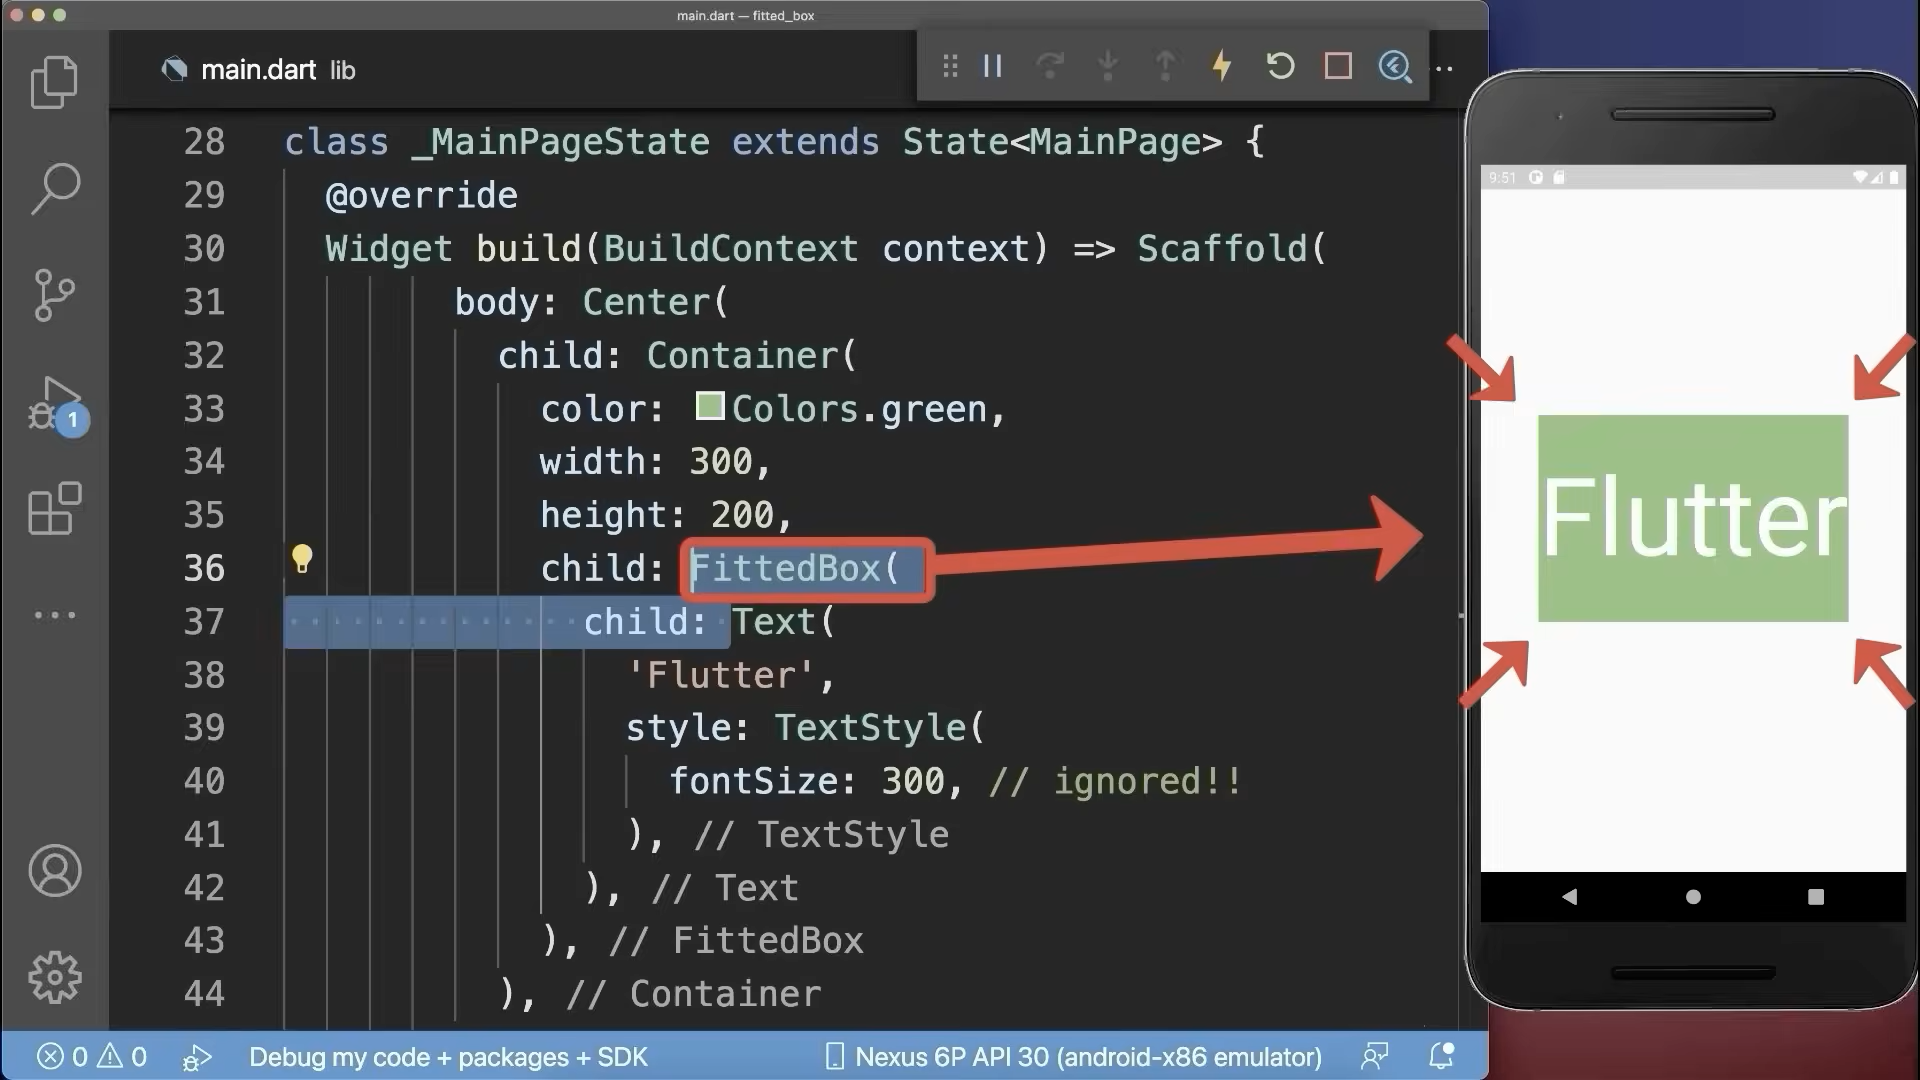 main.dart — fitted_box
main.dart lib
28 class _MainPageState extends State<MainPage> {
29 @override
30 Widget build(BuildContext context) => Scaffold(
31 body: Center(
32 child: Container(
33 color: Colors.green,
34 width: 300,
35 height: 200,
36 child: FittedBox(
37 child: Text(
38 'Flutter',
39 style: TextStyle(
40 fontSize: 300, // ignored!!
41 ), // TextStyle
42 ), // Text
43 ), // FittedBox
44 ), // Container
1
0 0 Debug my code + packages + SDK Nexus 6P API 30 (android-x86 emulator)
9:51
Flutter